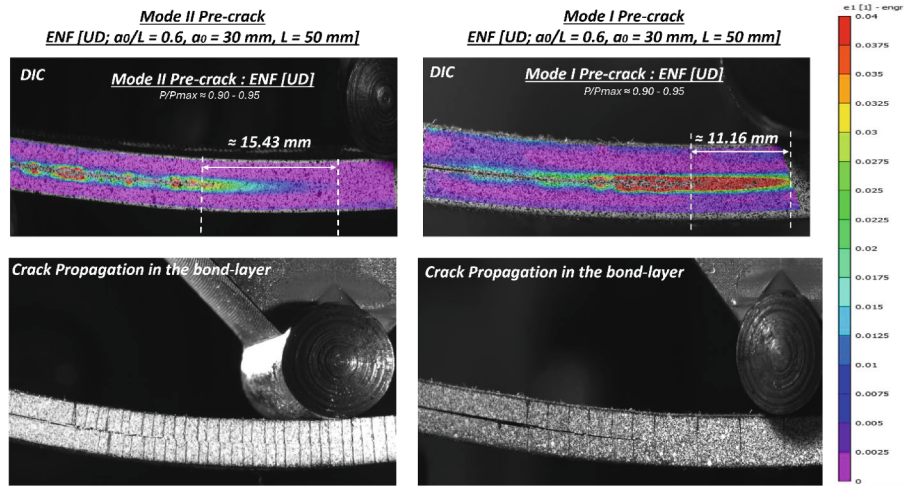 Mode II Pre-crack
ENF [UD; a0/L = 0.6, a0 = 30 mm, L = 50 mm]
Mode I Pre-crack
ENF [UD; a0/L = 0.6, a0 = 30 mm, L = 50 mm]
e1 [1] - engr
DIC
Mode II Pre-crack : ENF [UD]
P/Pmax ≈ 0.90 - 0.95
≈ 15.43 mm
DIC
Mode I Pre-crack : ENF [UD]
P/Pmax ≈ 0.90 - 0.95
≈ 11.16 mm
Crack Propagation in the bond-layer
Crack Propagation in the bond-layer
0.04
0.0375
0.035
0.0325
0.03
0.0275
0.025
0.0225
0.02
0.0175
0.015
0.0125
0.01
0.0075
0.005
0.0025
0